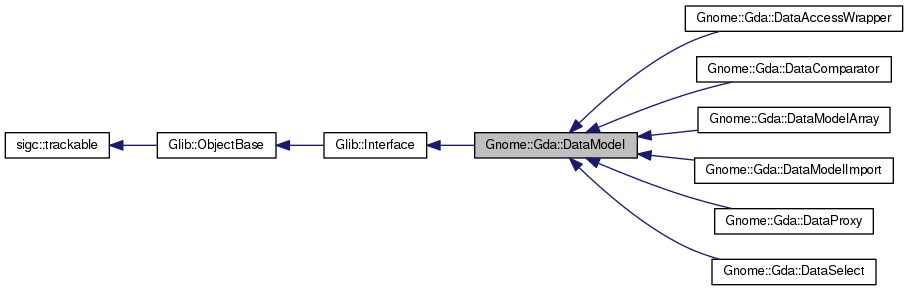 sigc::trackable
Glib::ObjectBase
Glib::Interface
Gnome::Gda::DataModel
Gnome::Gda::DataAccessWrapper
Gnome::Gda::DataComparator
Gnome::Gda::DataModelArray
Gnome::Gda::DataModelImport
Gnome::Gda::DataProxy
Gnome::Gda::DataSelect